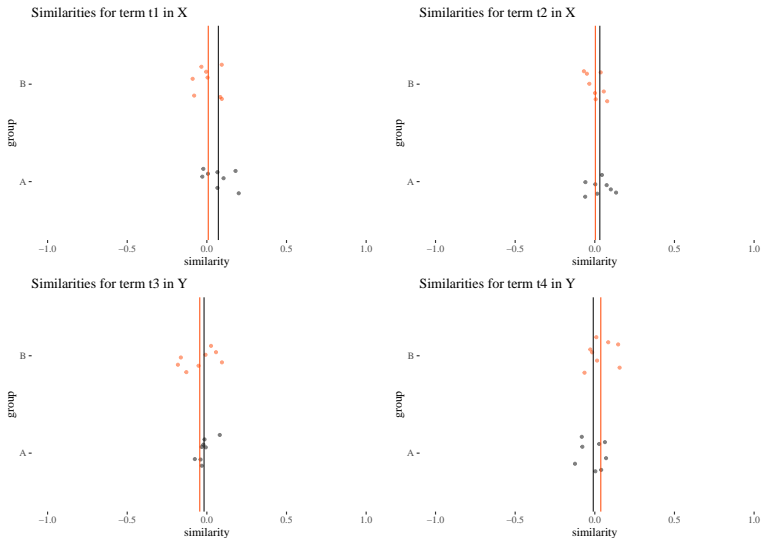 Similarities for term t1 in X
B
A
group
−1.0 −0.5 0.0 0.5 1.0
similarity
Similarities for term t2 in X
B
A
group
−1.0 −0.5 0.0 0.5 1.0
similarity
Similarities for term t3 in Y
B
A
group
−1.0 −0.5 0.0 0.5 1.0
similarity
Similarities for term t4 in Y
B
A
group
−1.0 −0.5 0.0 0.5 1.0
similarity